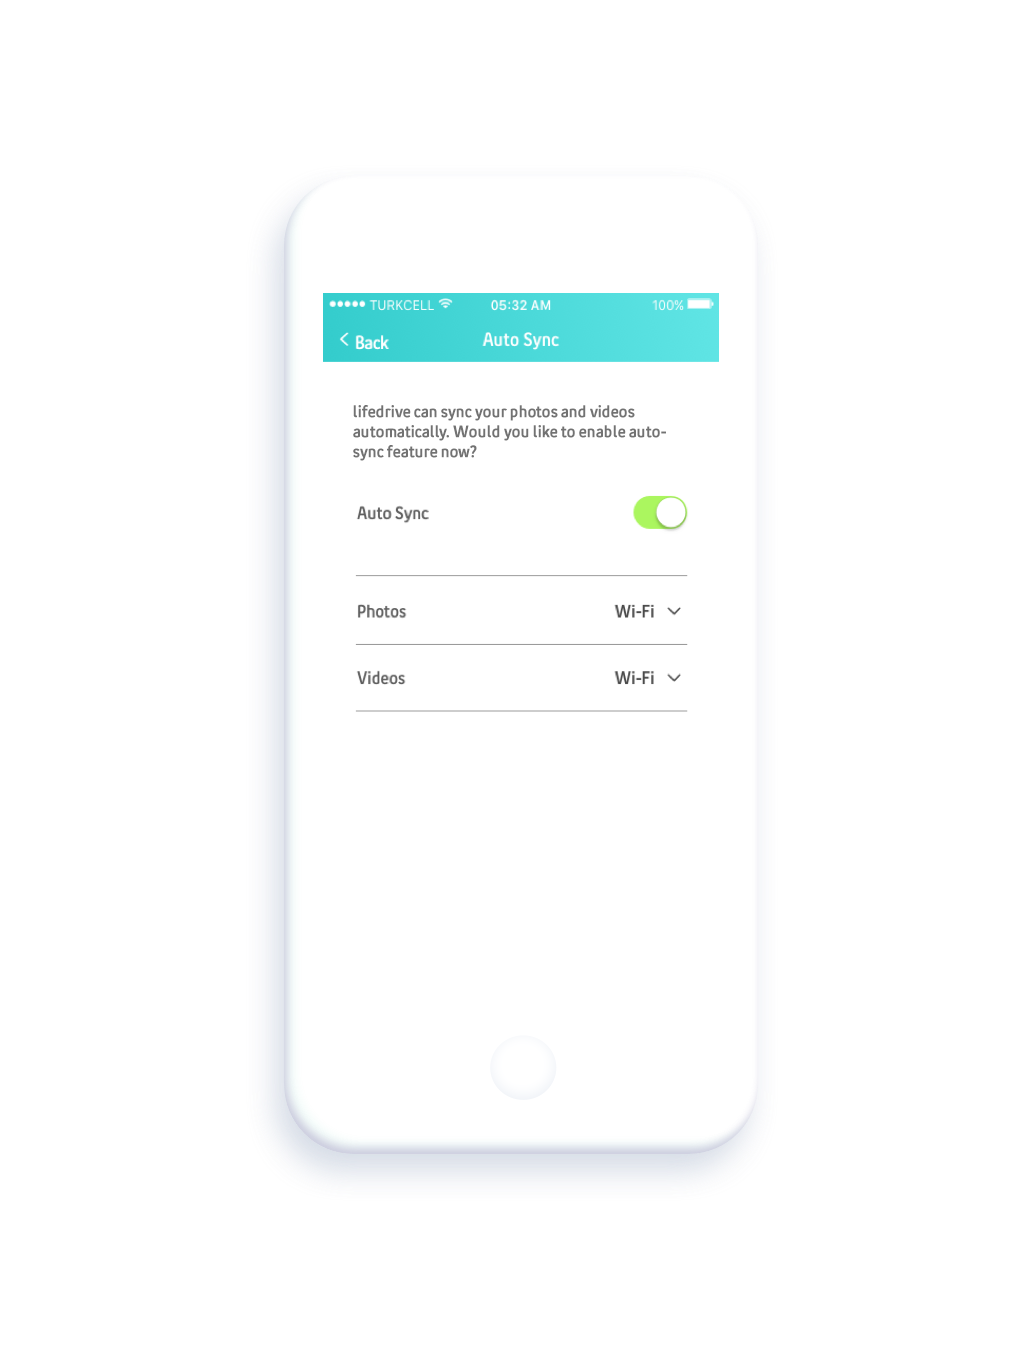 TURKCELL 05:32 AM 100%
Back Auto Sync
lifedrive can sync your photos and videos
automatically. Would you like to enable auto-
sync feature now?
Auto Sync
Photos Wi-Fi
Videos Wi-Fi